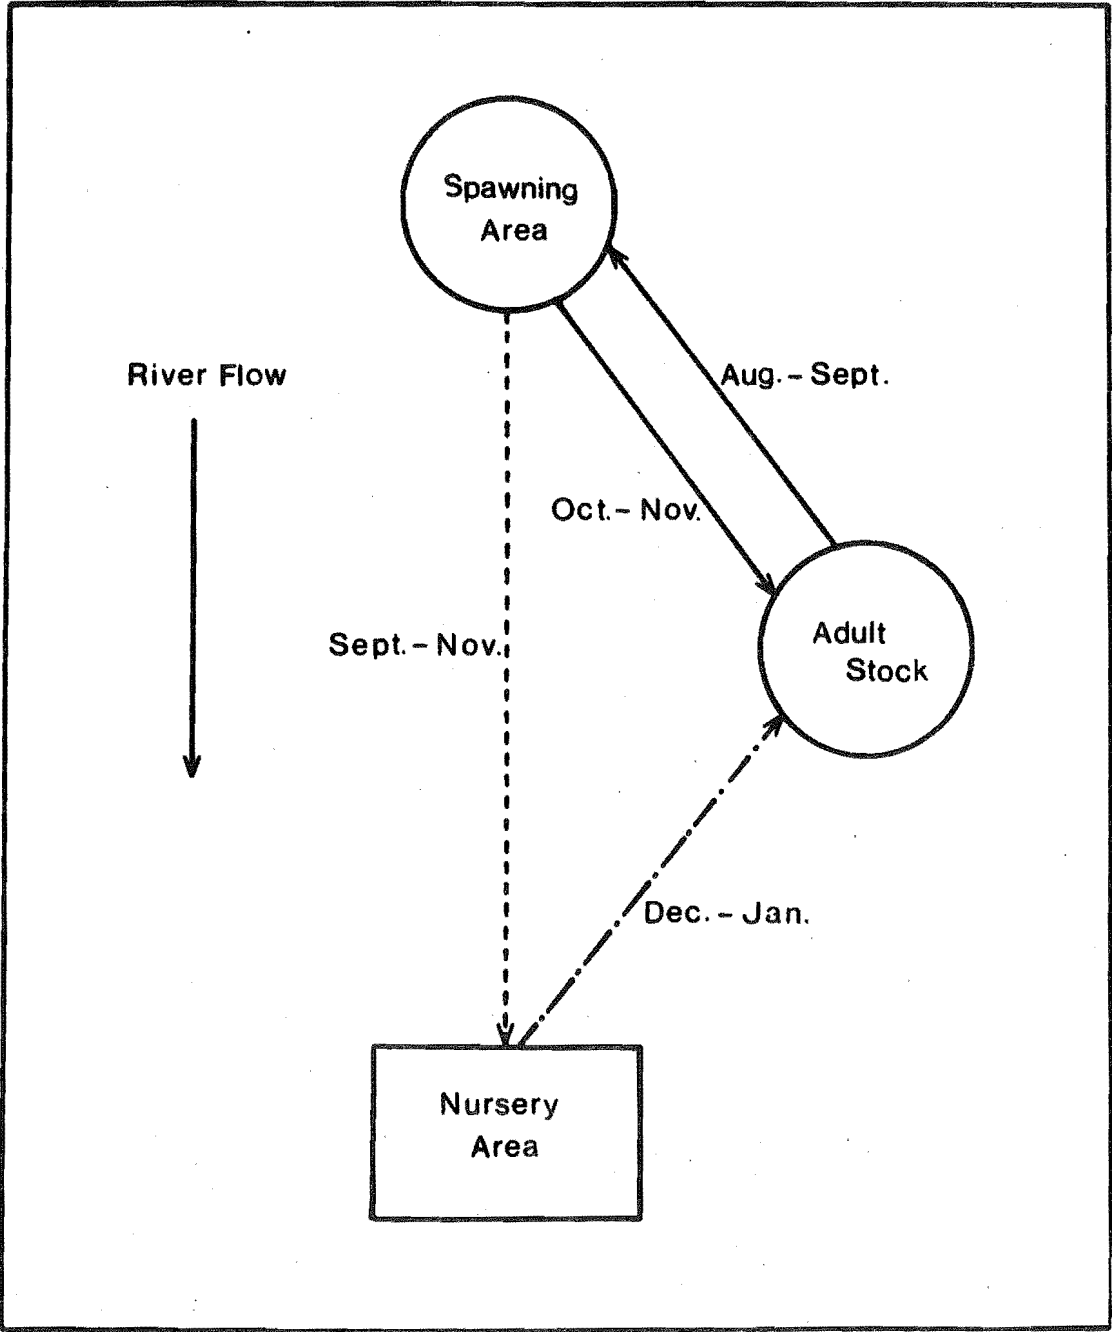 Spawning
Area
River Flow
Aug. - Sept.
Oct. - Nov.
Sept. - Nov.
Adult
Stock
Dec. - Jan.
Nursery
Area